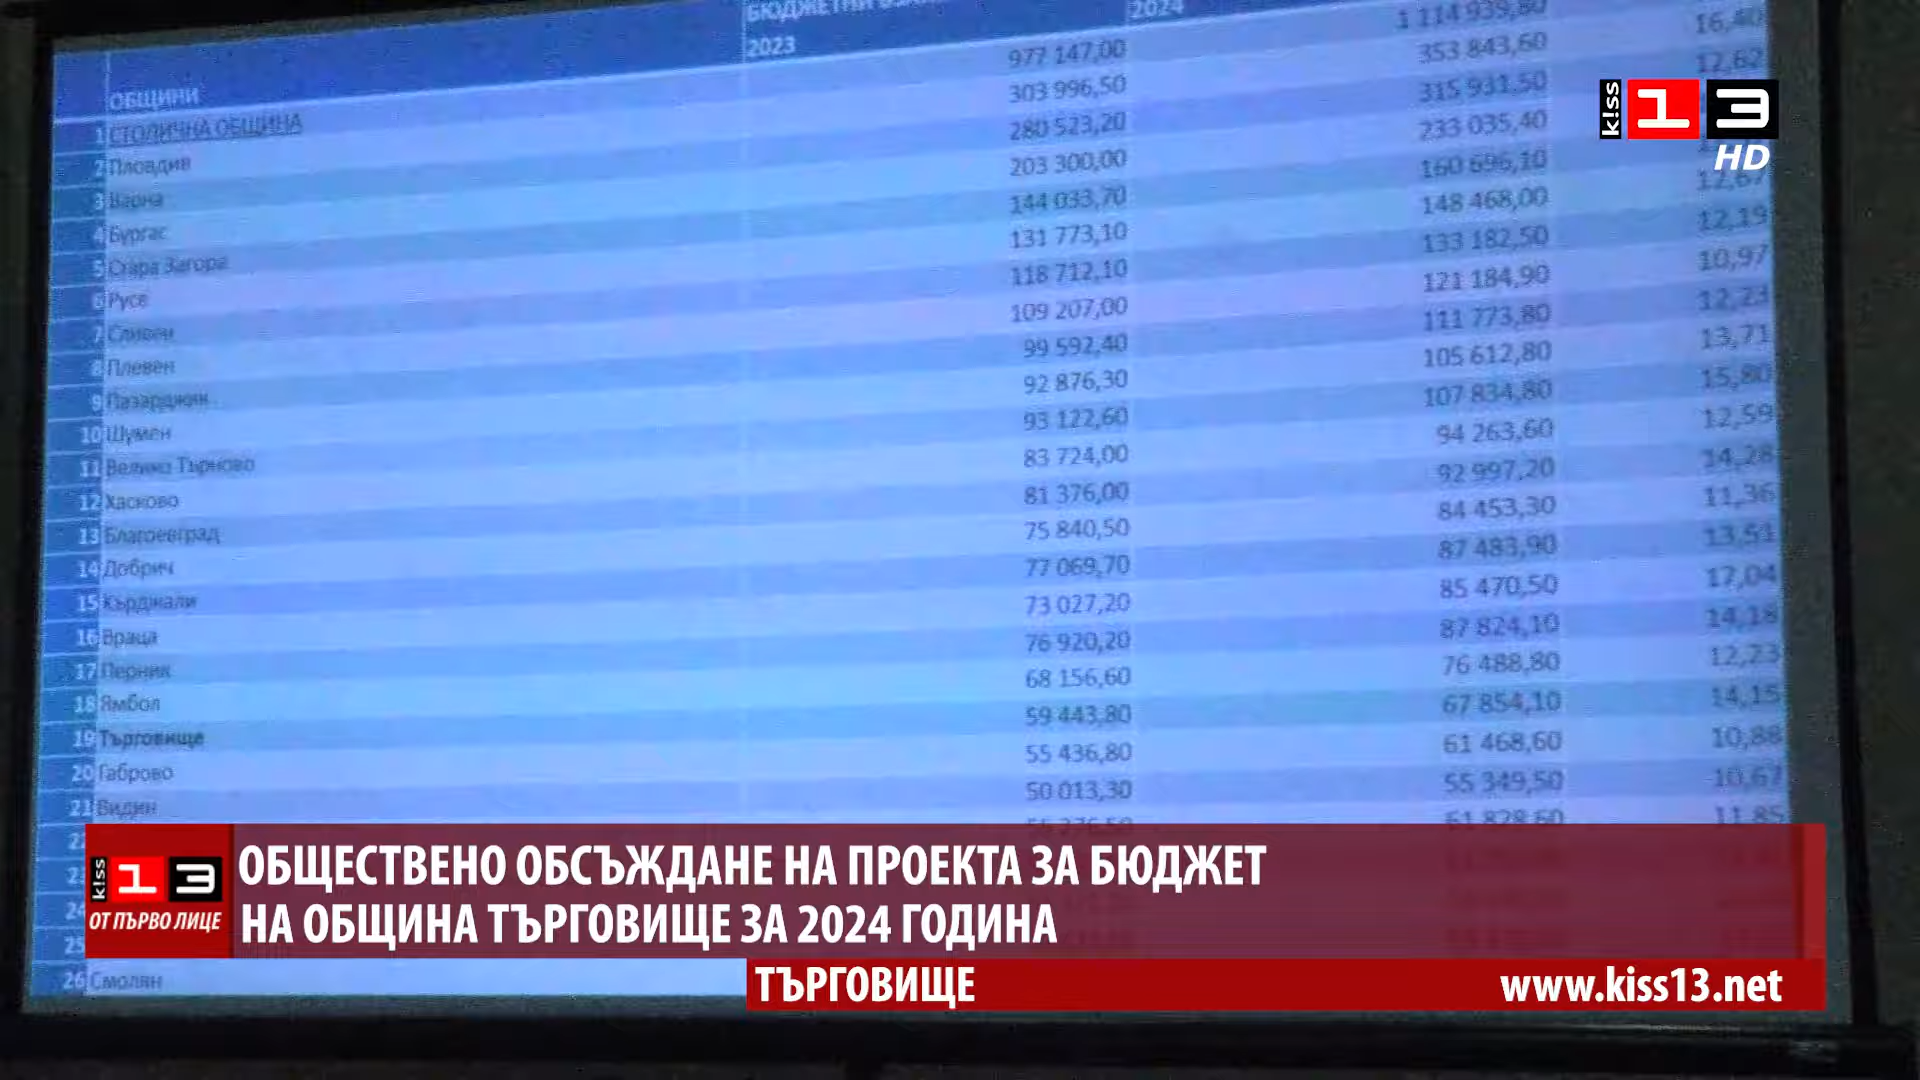 БЮДЖЕТНИ
2023 2024
ОБЩИНИ
1 СТОЛИЧНА ОБЩИНА 977 147,00 1 114 939,80
2 Пловдив 303 996,50 353 843,60 16,40
3 Варна 280 523,20 315 931,50 12,62
4 Бургас 203 300,00 233 035,40
5 Стара Загора 144 033,70 160 696,10
6 Русе 131 773,10 148 468,00 12,67
7 Сливен 118 712,10 133 182,50 12,19
8 Плевен 109 207,00 121 184,90 10,97
9 Пазарджик 99 592,40 111 773,80 12,23
10 Шумен 92 876,30 105 612,80 13,71
11 Велико Търново 93 122,60 107 834,80 15,80
12 Хасково 83 724,00 94 263,60 12,59
13 Благоевград 81 376,00 92 997,20 14,28
14 Добрич 75 840,50 84 453,30 11,36
15 Кърджали 77 069,70 87 483,90 13,51
16 Враца 73 027,20 85 470,50 17,04
17 Перник 76 920,20 87 824,10 14,18
18 Ямбол 68 156,60 76 488,80 12,23
19 Търговище 59 443,80 67 854,10 14,15
20 Габрово 55 436,80 61 468,60 10,88
21 Видин 50 013,30 55 349,50 10,67
61 828,60 11,85
24
25
26 Смолян
k!ss 13 HD
k!ss 13
ОТ ПЪРВО ЛИЦЕ
ОБЩЕСТВЕНО ОБСЪЖДАНЕ НА ПРОЕКТА ЗА БЮДЖЕТ
НА ОБЩИНА ТЪРГОВИЩЕ ЗА 2024 ГОДИНА
ТЪРГОВИЩЕ
www.kiss13.net